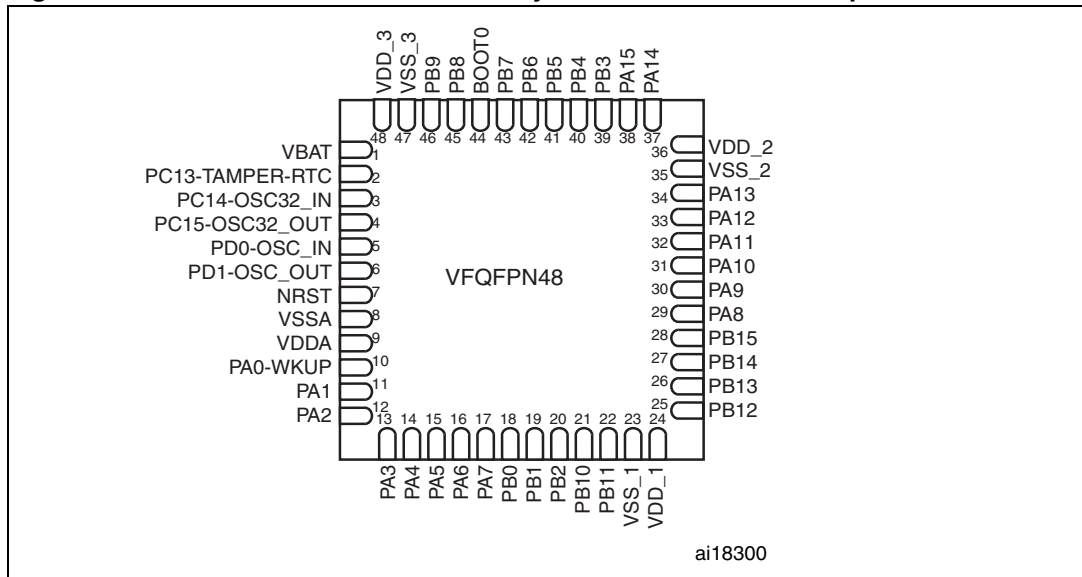 VDD_3
VSS_3
PB9
PB8
BOOT0
PB7
PB6
PB5
PB4
PB3
PA15
PA14
48 47 46 45 44 43 42 41 40 39 38 37
VBAT 1
PC13-TAMPER-RTC 2
PC14-OSC32_IN 3
PC15-OSC32_OUT 4
PD0-OSC_IN 5
PD1-OSC_OUT 6
NRST 7
VSSA 8
VDDA 9
PA0-WKUP 10
PA1 11
PA2 12
VFQFPN48
36 VDD_2
35 VSS_2
34 PA13
33 PA12
32 PA11
31 PA10
30 PA9
29 PA8
28 PB15
27 PB14
26 PB13
25 PB12
13 14 15 16 17 18 19 20 21 22 23 24
PA3
PA4
PA5
PA6
PA7
PB0
PB1
PB2
PB10
PB11
VSS_1
VDD_1
ai18300